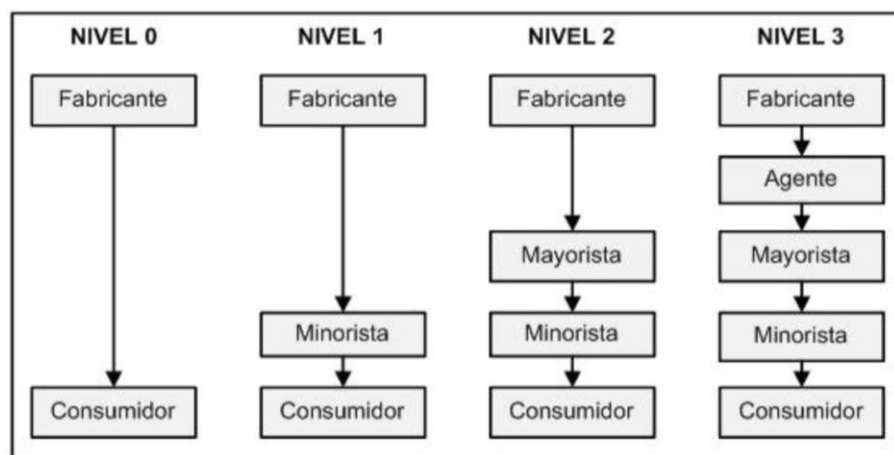 NIVEL 0
NIVEL 1
NIVEL 2
NIVEL 3
Fabricante
Fabricante
Fabricante
Fabricante
Agente
Mayorista
Mayorista
Minorista
Minorista
Minorista
Consumidor
Consumidor
Consumidor
Consumidor